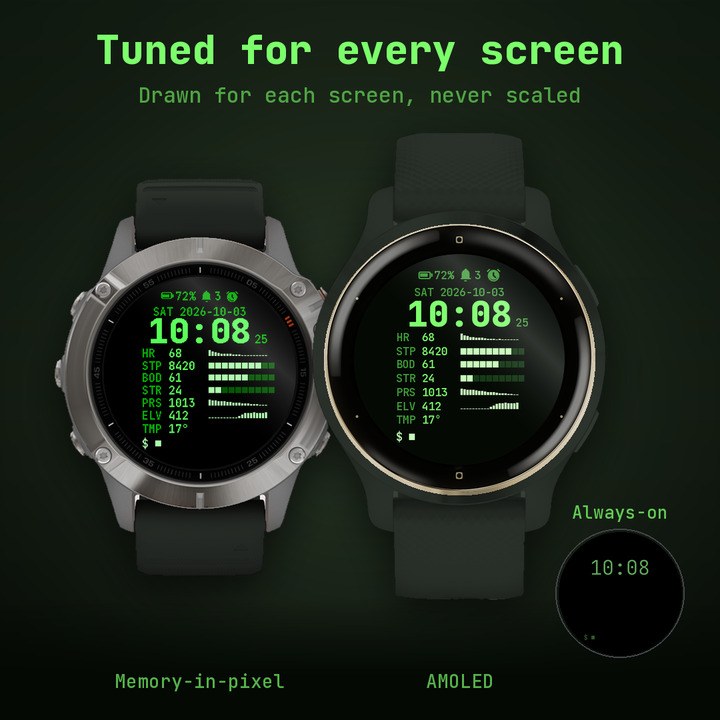 Tuned for every screen
Drawn for each screen, never scaled
72% 3
SAT 2026-10-03
10:08 25
HR 68
STP 8420
BOD 61
STR 24
PRS 1013
ELV 412
TMP 17°
$
72% 3
SAT 2026-10-03
10:08 25
HR 68
STP 8420
BOD 61
STR 24
PRS 1013
ELV 412
TMP 17°
$
Always-on
10:08
$
Memory-in-pixel
AMOLED